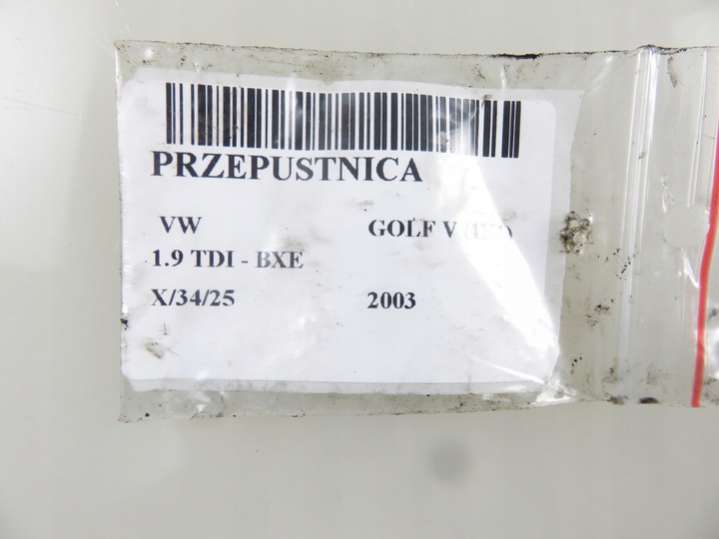 PRZEPUSTNICA
VW GOLF V
1.9 TDI - BXE
X/34/25 2003